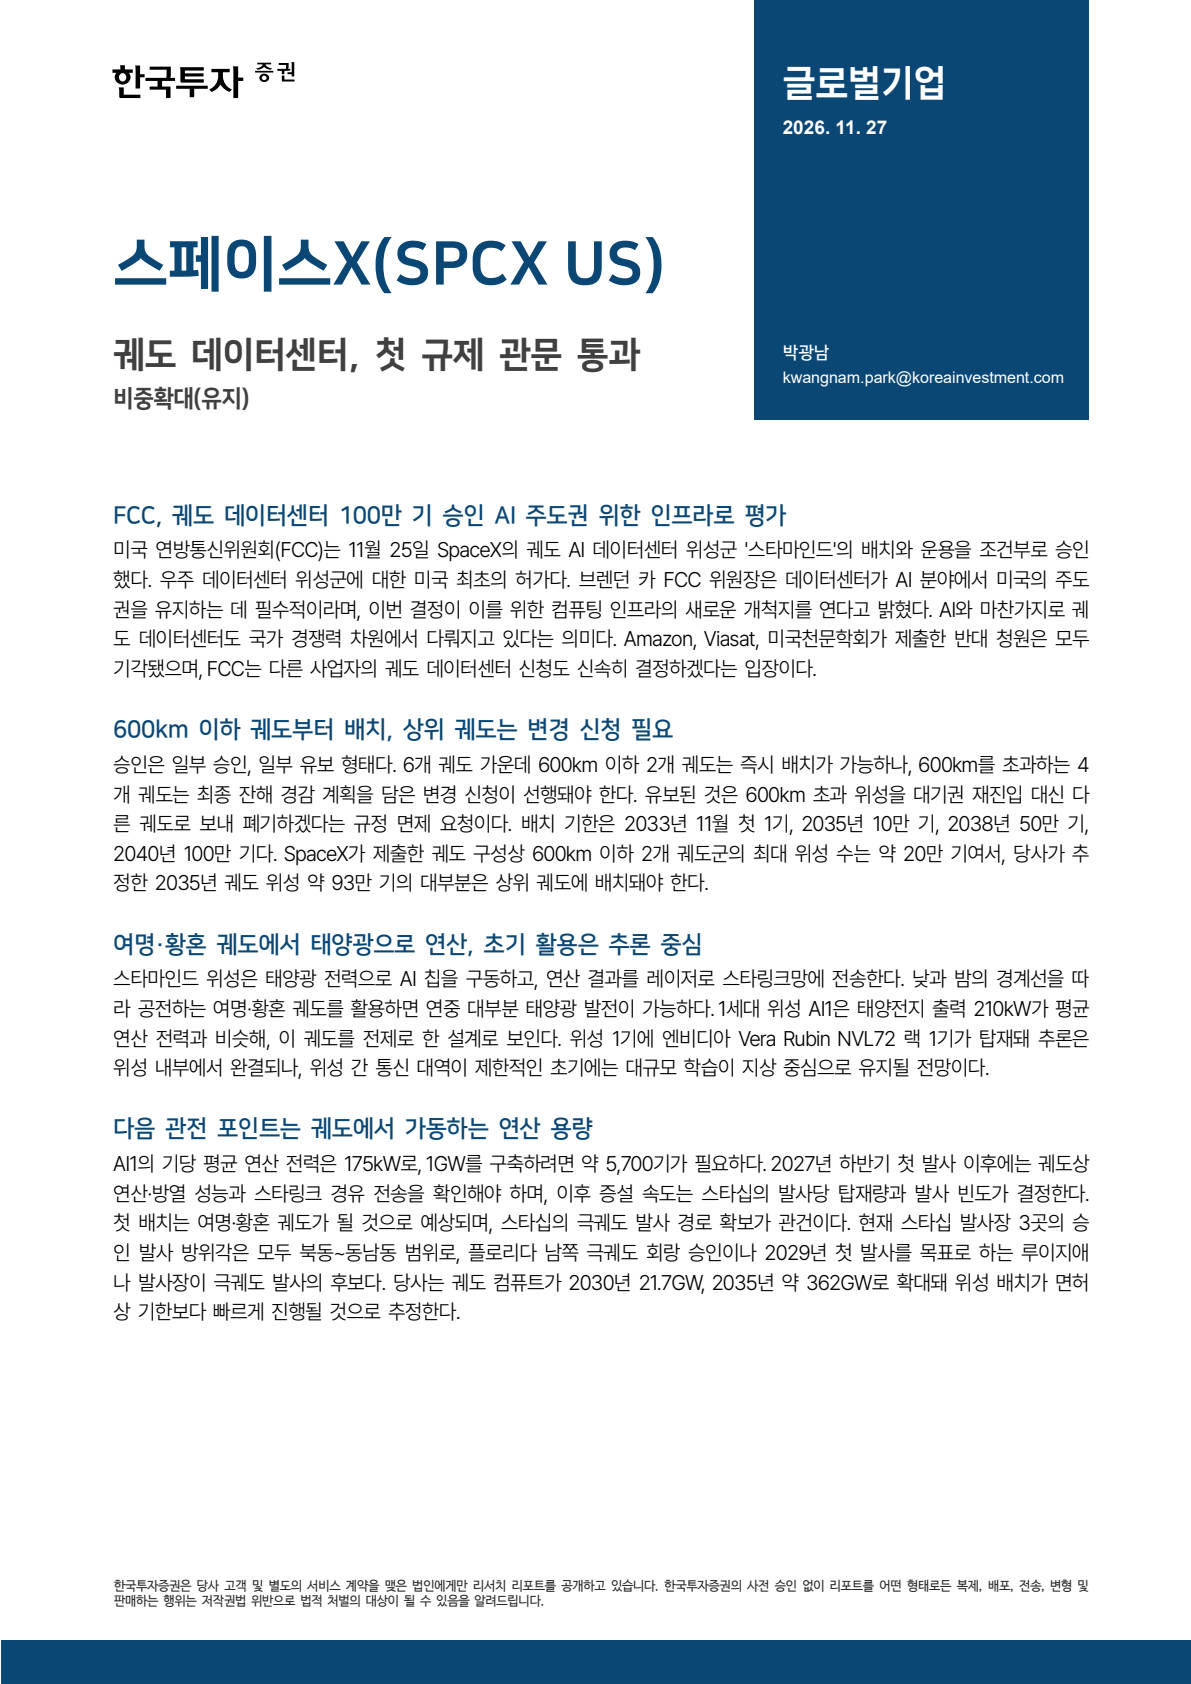 한국투자 증권
글로벌기업
2026. 11. 27
스페이스X(SPCX US)
궤도 데이터센터, 첫 규제 관문 통과
비중확대(유지)
박광남
kwangnam.park@koreainvestment.com
FCC, 궤도 데이터센터 100만 기 승인 AI 주도권 위한 인프라로 평가
미국 연방통신위원회(FCC)는 11월 25일 SpaceX의 궤도 AI 데이터센터 위성군 '스타마인드'의 배치와 운용을 조건부로 승인
했다. 우주 데이터센터 위성군에 대한 미국 최초의 허가다. 브렌던 카 FCC 위원장은 데이터센터가 AI 분야에서 미국의 주도
권을 유지하는 데 필수적이라며, 이번 결정이 이를 위한 컴퓨팅 인프라의 새로운 개척지를 연다고 밝혔다. AI와 마찬가지로 궤
도 데이터센터도 국가 경쟁력 차원에서 다뤄지고 있다는 의미다. Amazon, Viasat, 미국천문학회가 제출한 반대 청원은 모두
기각됐으며, FCC는 다른 사업자의 궤도 데이터센터 신청도 신속히 결정하겠다는 입장이다.
600km 이하 궤도부터 배치, 상위 궤도는 변경 신청 필요
승인은 일부 승인, 일부 유보 형태다. 6개 궤도 가운데 600km 이하 2개 궤도는 즉시 배치가 가능하나, 600km를 초과하는 4
개 궤도는 최종 잔해 경감 계획을 담은 변경 신청이 선행돼야 한다. 유보된 것은 600km 초과 위성을 대기권 재진입 대신 다
른 궤도로 보내 폐기하겠다는 규정 면제 요청이다. 배치 기한은 2033년 11월 첫 1기, 2035년 10만 기, 2038년 50만 기,
2040년 100만 기다. SpaceX가 제출한 궤도 구성상 600km 이하 2개 궤도군의 최대 위성 수는 약 20만 기여서, 당사가 추
정한 2035년 궤도 위성 약 93만 기의 대부분은 상위 궤도에 배치돼야 한다.
여명·황혼 궤도에서 태양광으로 연산, 초기 활용은 추론 중심
스타마인드 위성은 태양광 전력으로 AI 칩을 구동하고, 연산 결과를 레이저로 스타링크망에 전송한다. 낮과 밤의 경계선을 따
라 공전하는 여명·황혼 궤도를 활용하면 연중 대부분 태양광 발전이 가능하다. 1세대 위성 AI1은 태양전지 출력 210kW가 평균
연산 전력과 비슷해, 이 궤도를 전제로 한 설계로 보인다. 위성 1기에 엔비디아 Vera Rubin NVL72 랙 1기가 탑재돼 추론은
위성 내부에서 완결되나, 위성 간 통신 대역이 제한적인 초기에는 대규모 학습이 지상 중심으로 유지될 전망이다.
다음 관전 포인트는 궤도에서 가동하는 연산 용량
AI1의 기당 평균 연산 전력은 175kW로, 1GW를 구축하려면 약 5,700기가 필요하다. 2027년 하반기 첫 발사 이후에는 궤도상
연산·방열 성능과 스타링크 경유 전송을 확인해야 하며, 이후 증설 속도는 스타십의 발사당 탑재량과 발사 빈도가 결정한다.
첫 배치는 여명·황혼 궤도가 될 것으로 예상되며, 스타십의 극궤도 발사 경로 확보가 관건이다. 현재 스타십 발사장 3곳의 승
인 발사 방위각은 모두 북동~동남동 범위로, 플로리다 남쪽 극궤도 회랑 승인이나 2029년 첫 발사를 목표로 하는 루이지애
나 발사장이 극궤도 발사의 후보다. 당사는 궤도 컴퓨트가 2030년 21.7GW, 2035년 약 362GW로 확대돼 위성 배치가 면허
상 기한보다 빠르게 진행될 것으로 추정한다.
한국투자증권은 당사 고객 및 별도의 서비스 계약을 맺은 법인에게만 리서치 리포트를 공개하고 있습니다. 한국투자증권의 사전 승인 없이 리포트를 어떤 형태로든 복제, 배포, 전송, 변형 및
판매하는 행위는 저작권법 위반으로 법적 처벌의 대상이 될 수 있음을 알려드립니다.